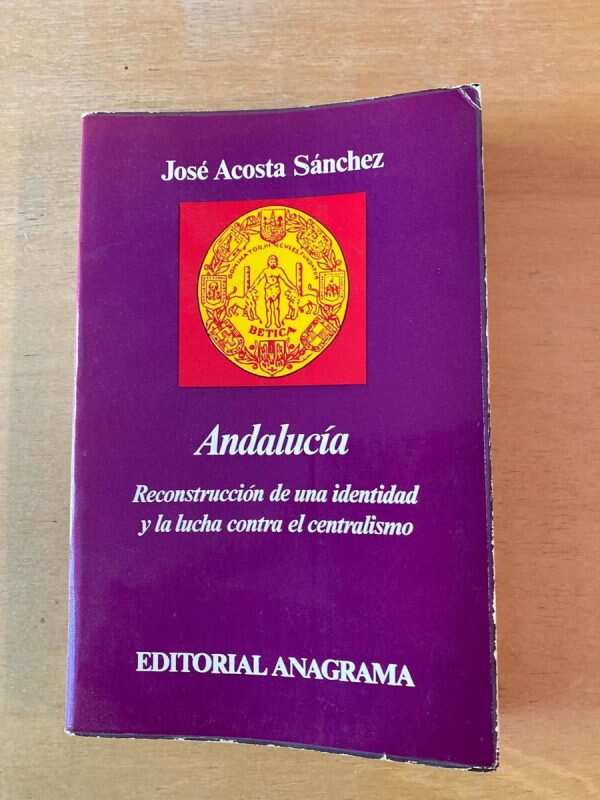 José Acosta Sánchez
BETICA
Andalucía
Reconstrucción de una identidad
y la lucha contra el centralismo
EDITORIAL ANAGRAMA